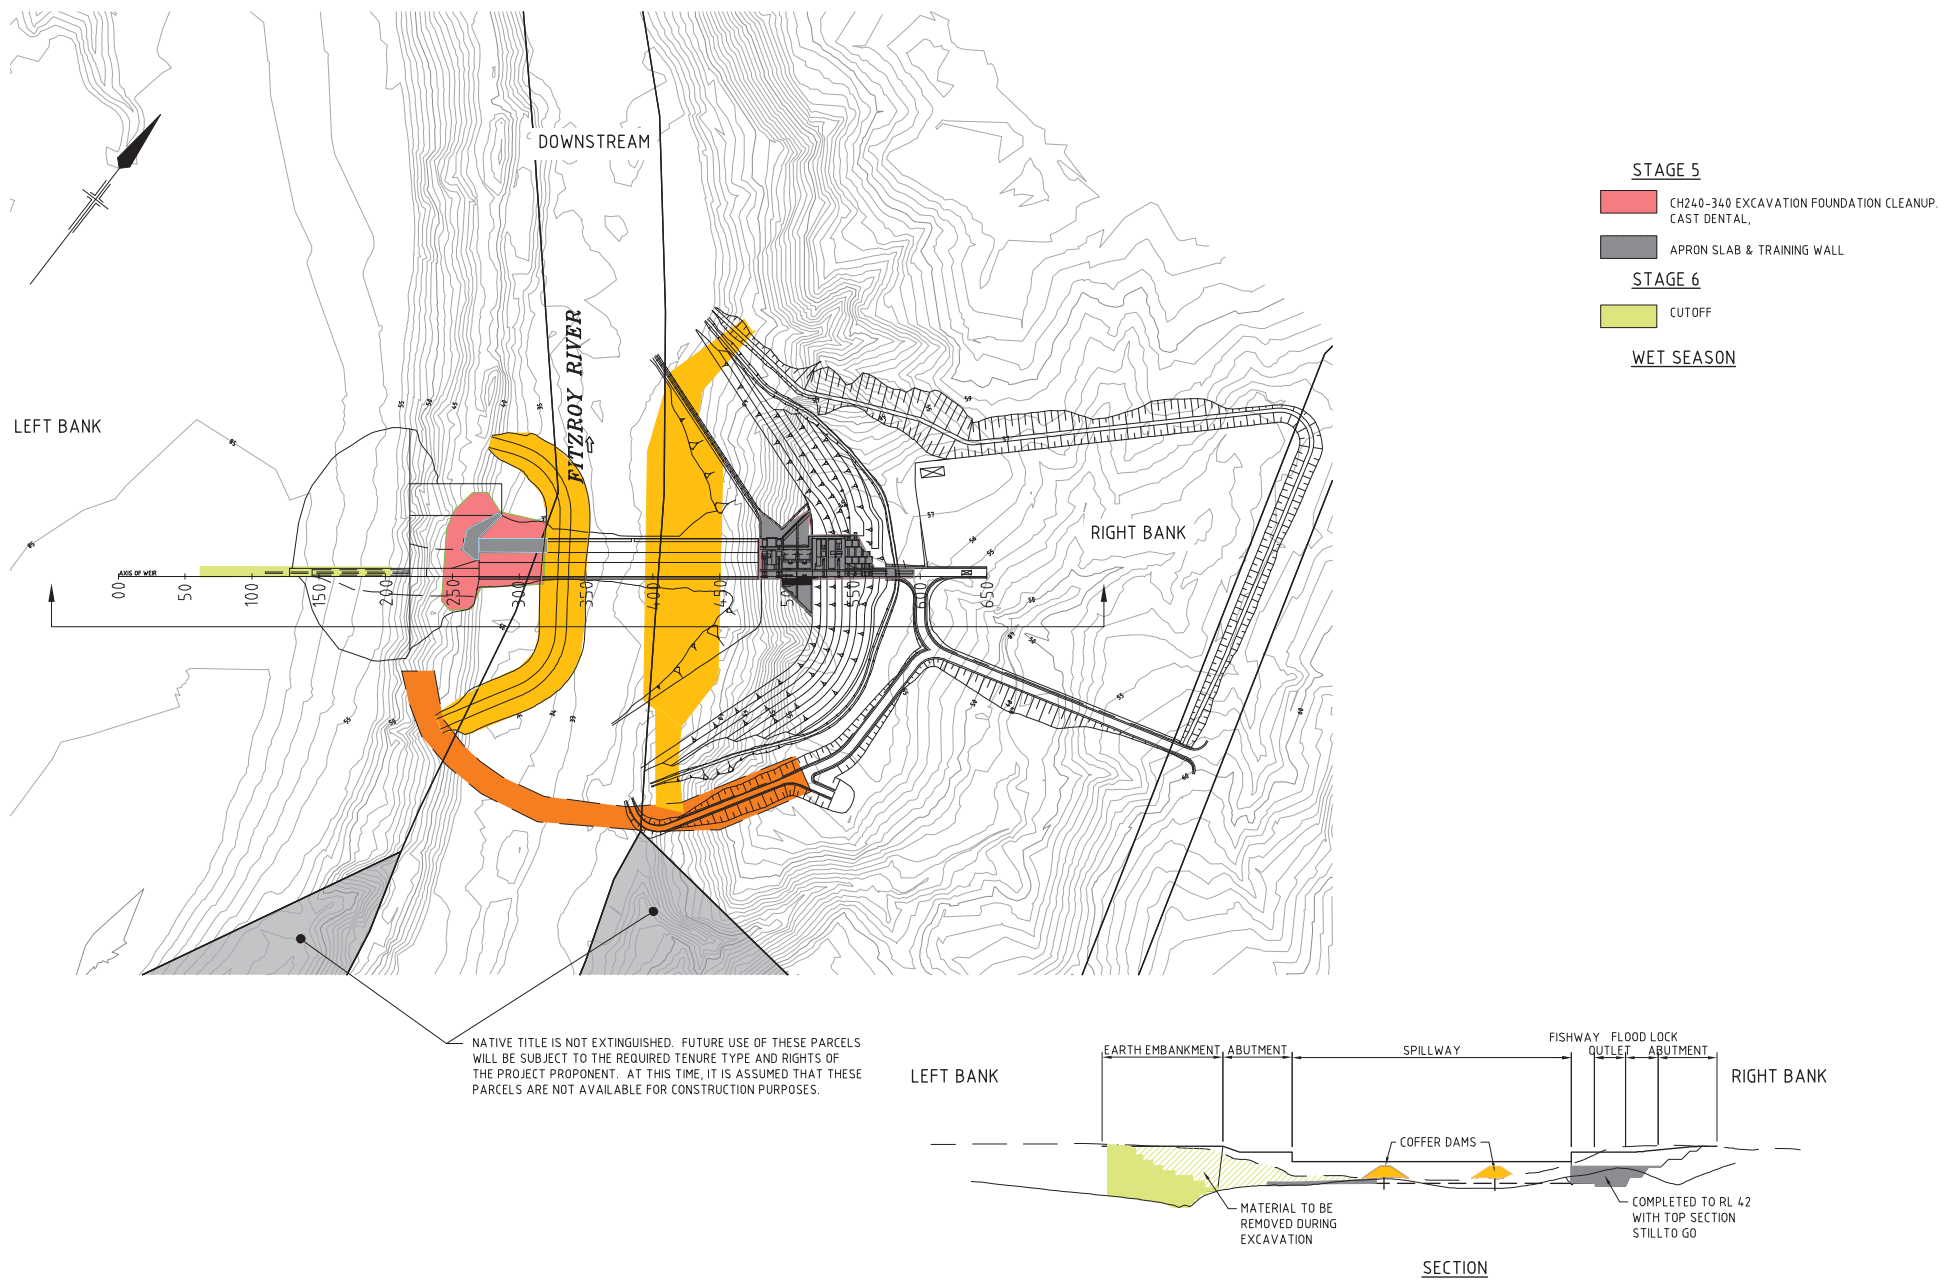 DOWNSTREAM
STAGE 5
CH240-340 EXCAVATION FOUNDATION CLEANUP.
CAST DENTAL,
APRON SLAB & TRAINING WALL
STAGE 6
CUTOFF
WET SEASON
FITZROY RIVER
LEFT BANK
RIGHT BANK
AXIS OF WEIR
00
50
100
150
200
250
300
350
400
450
500
550
600
650
NATIVE TITLE IS NOT EXTINGUISHED. FUTURE USE OF THESE PARCELS
WILL BE SUBJECT TO THE REQUIRED TENURE TYPE AND RIGHTS OF
THE PROJECT PROPONENT. AT THIS TIME, IT IS ASSUMED THAT THESE
PARCELS ARE NOT AVAILABLE FOR CONSTRUCTION PURPOSES.
FISHWAY FLOOD LOCK
EARTH EMBANKMENT ABUTMENT SPILLWAY OUTLET ABUTMENT
LEFT BANK
RIGHT BANK
COFFER DAMS
MATERIAL TO BE
REMOVED DURING
EXCAVATION
COMPLETED TO RL 42
WITH TOP SECTION
STILLTO GO
SECTION